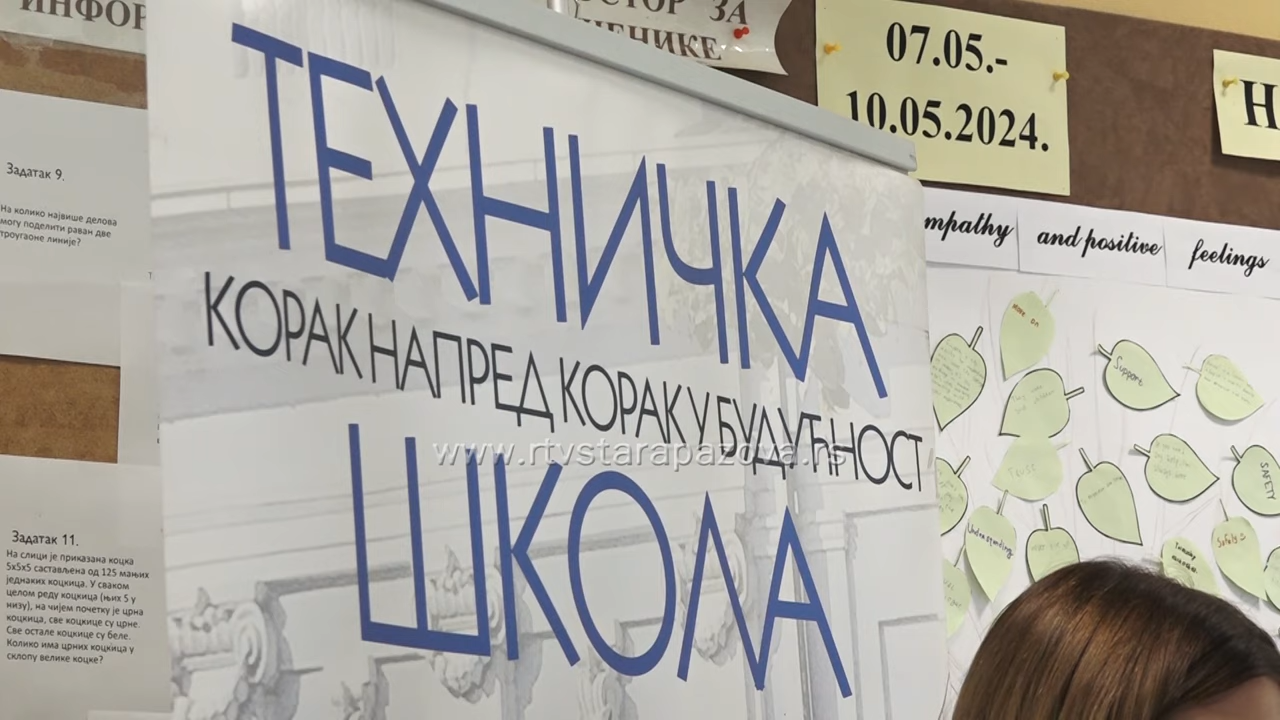 ИНФОР
ПРОСТОР ЗА
УЧЕНИКЕ
07.05.-
10.05.2024.
Н
ТЕХНИЧКА
КОРАК НАПРЕД КОРАК У БУДУЋНОСТ
ШКОЛА
www.rtvstarapazova.rs
Задатак 9.
На колико највише делова
могу поделити раван две
троугаоне линије?
Задатак 11.
На слици је приказана коцка
5x5x5 састављена од 125 мањих
једнаких коцкица. У сваком
целом реду коцкица (њих 5 у
низу), на чијем почетку је црна
коцкица, све коцкице су црне.
Све остале коцкице су беле.
Колико има црних коцкица у
склопу велике коцке?
mpathy and positive feelings
Support
TRUST
Understanding
SAFETY
Safety